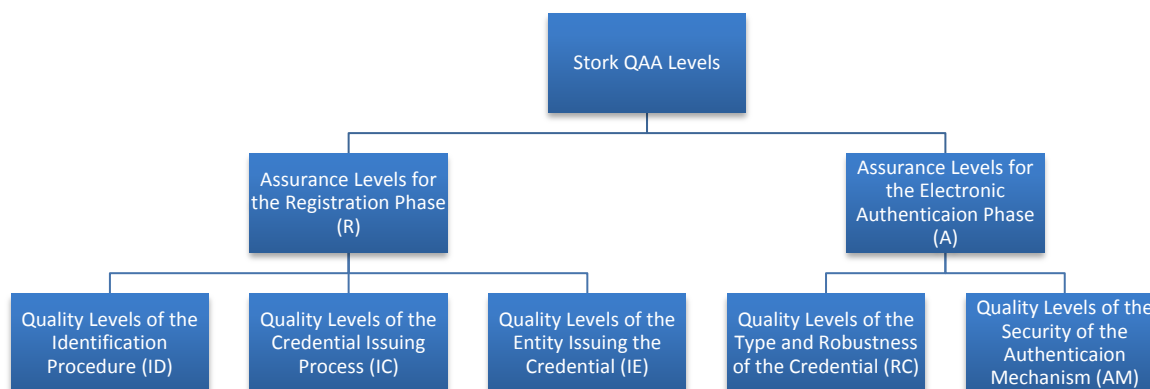 Stork QAA Levels
Assurance Levels for
the Registration Phase
(R)
Assurance Levels for
the Electronic
Authenticaion Phase
(A)
Quality Levels of the
Identification
Procedure (ID)
Quality Levels of the
Credential Issuing
Process (IC)
Quality Levels of the
Entity Issuing the
Credential (IE)
Quality Levels of the
Type and Robustness
of the Credential (RC)
Quality Levels of the
Security of the
Authenticaion
Mechanism (AM)